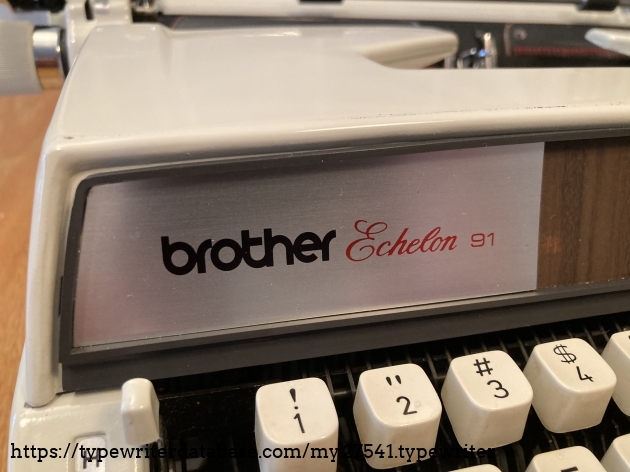 brother Echelon 91
! " # $
1 2 3 4